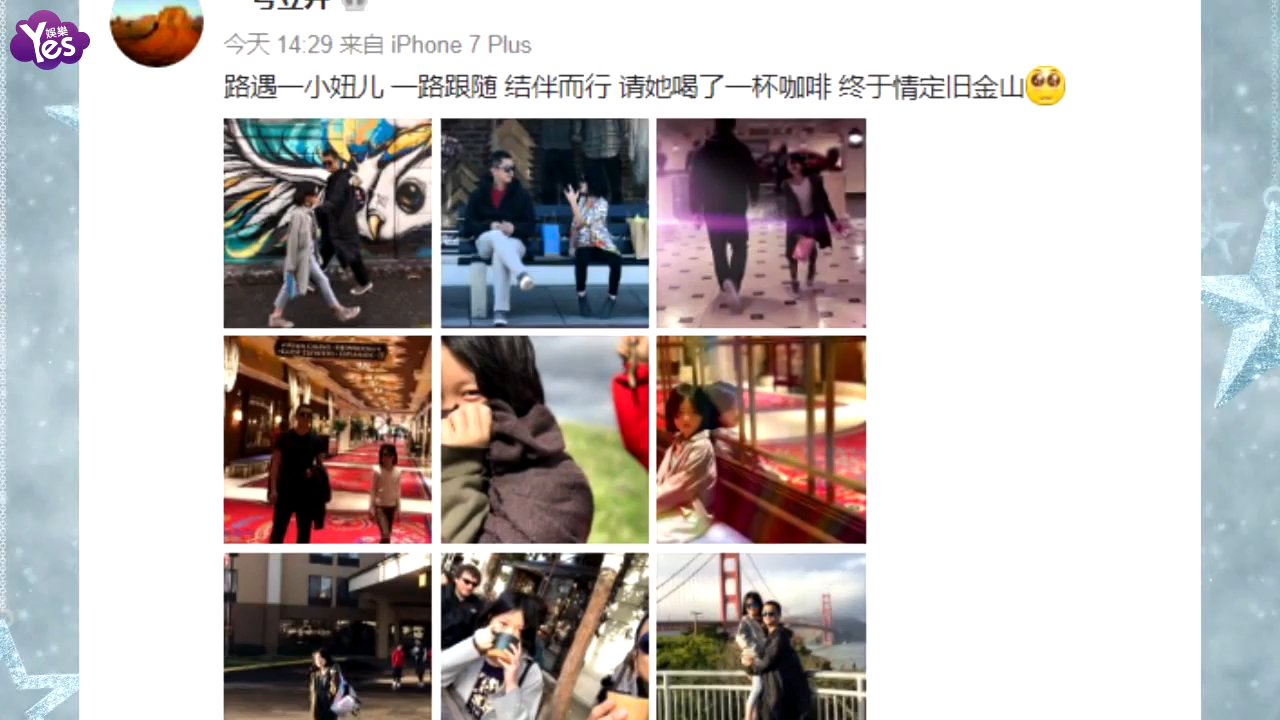 娱樂
Yes
今天 14:29 来自 iPhone 7 Plus
路遇一小妞儿 一路跟随 结伴而行 请她喝了一杯咖啡 终于情定旧金山